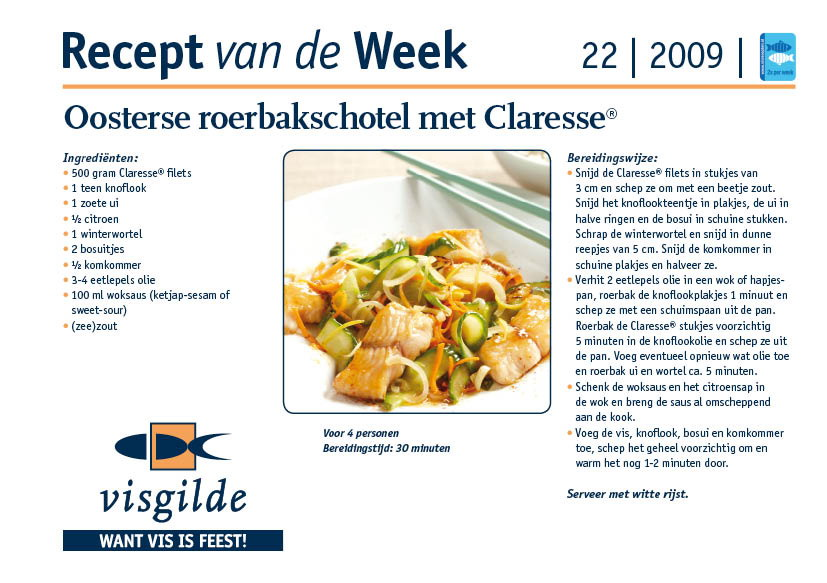 Recept van de Week
22 | 2009 |
2x per week
Oosterse roerbakschotel met Claresse®
Ingrediënten:
• 500 gram Claresse® filets
• 1 teen knoflook
• 1 zoete ui
• ½ citroen
• 1 winterwortel
• 2 bosuitjes
• ½ komkommer
• 3-4 eetlepels olie
• 100 ml woksaus (ketjap-sesam of
sweet-sour)
• (zee)zout
Voor 4 personen
Bereidingstijd: 30 minuten
Bereidingswijze:
• Snijd de Claresse® filets in stukjes van
3 cm en schep ze om met een beetje zout.
Snijd het knoflookteentje in plakjes, de ui in
halve ringen en de bosui in schuine stukken.
Schrap de winterwortel en snijd in dunne
reepjes van 5 cm. Snijd de komkommer in
schuine plakjes en halveer ze.
• Verhit 2 eetlepels olie in een wok of hapjes-
pan, roerbak de knoflookplakjes 1 minuut en
schep ze met een schuimspaan uit de pan.
Roerbak de Claresse® stukjes voorzichtig
5 minuten in de knoflookolie en schep ze uit
de pan. Voeg eventueel opnieuw wat olie toe
en roerbak ui en wortel ca. 5 minuten.
• Schenk de woksaus en het citroensap in
de wok en breng de saus al omscheppend
aan de kook.
• Voeg de vis, knoflook, bosui en komkommer
toe, schep het geheel voorzichtig om en
warm het nog 1-2 minuten door.
Serveer met witte rijst.
visgilde
WANT VIS IS FEEST!